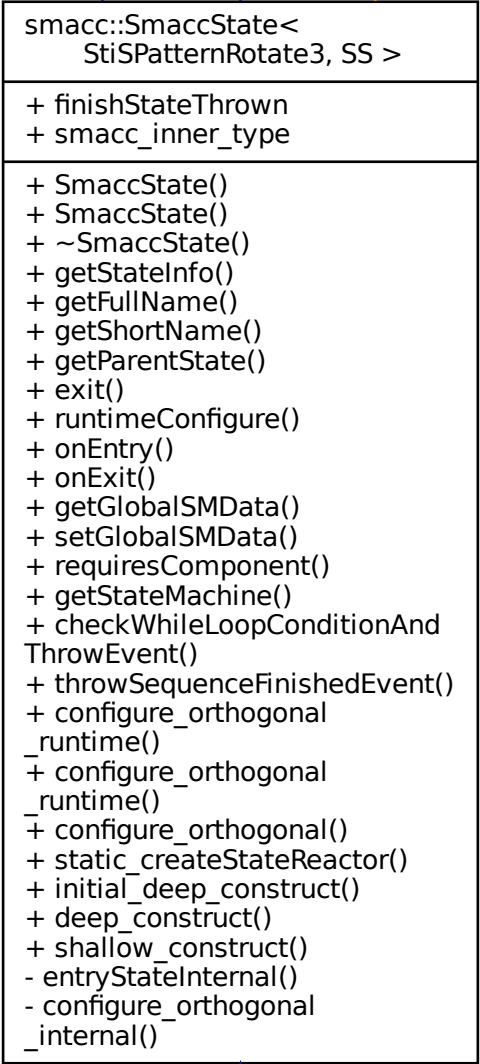 smacc::SmaccState<
StiSPatternRotate3, SS >
+ finishStateThrown
+ smacc_inner_type
+ SmaccState()
+ SmaccState()
+ ~SmaccState()
+ getStateInfo()
+ getFullName()
+ getShortName()
+ getParentState()
+ exit()
+ runtimeConfigure()
+ onEntry()
+ onExit()
+ getGlobalSMData()
+ setGlobalSMData()
+ requiresComponent()
+ getStateMachine()
+ checkWhileLoopConditionAnd
ThrowEvent()
+ throwSequenceFinishedEvent()
+ configure_orthogonal
_runtime()
+ configure_orthogonal
_runtime()
+ configure_orthogonal()
+ static_createStateReactor()
+ initial_deep_construct()
+ deep_construct()
+ shallow_construct()
- entryStateInternal()
- configure_orthogonal
_internal()